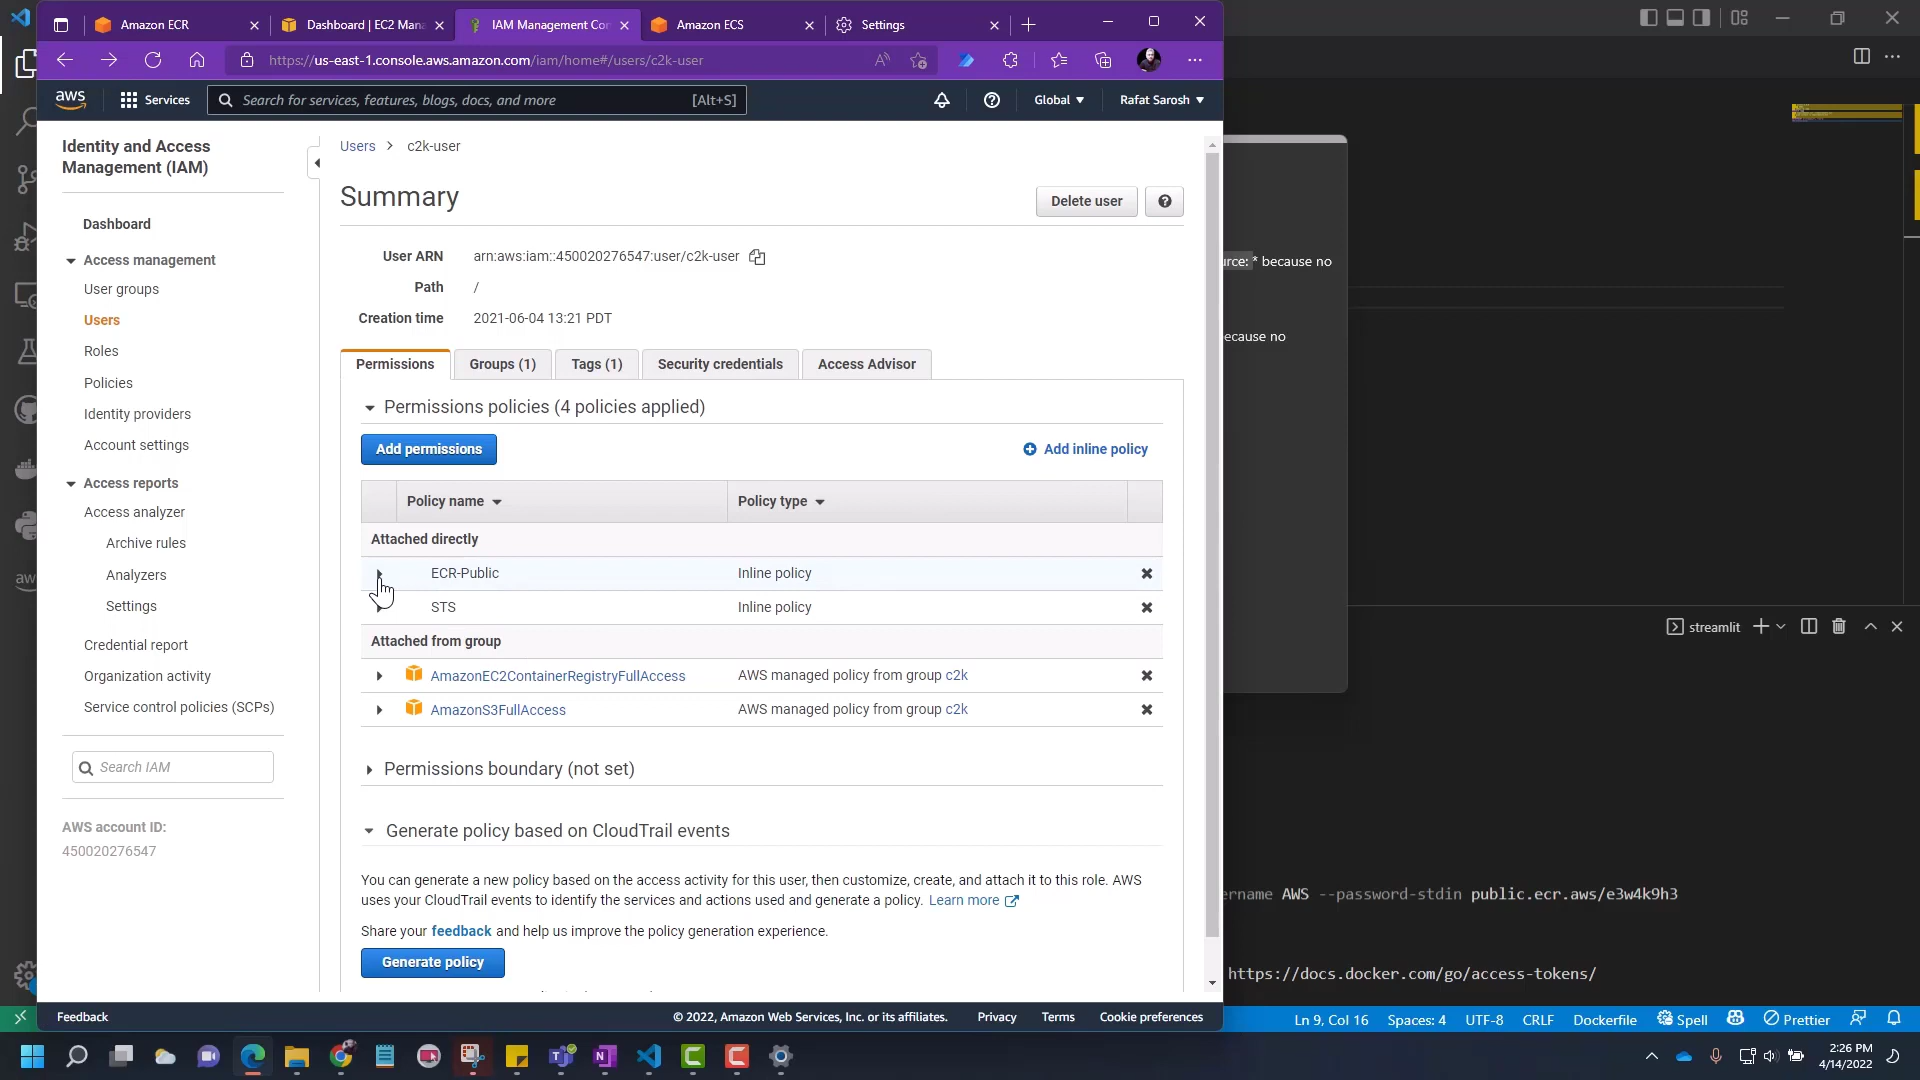 Amazon ECR
Dashboard | EC2 Man
IAM Management Con
Amazon ECS
Settings
https://us-east-1.console.aws.amazon.com/iam/home#/users/c2k-user
aws
Services
Search for services, features, blogs, docs, and more
[Alt+S]
Global
Rafat Sarosh
Identity and Access
Management (IAM)
Dashboard
Access management
User groups
Users
Roles
Policies
Identity providers
Account settings
Access reports
Access analyzer
Archive rules
Analyzers
Settings
Credential report
Organization activity
Service control policies (SCPs)
Search IAM
AWS account ID:
450020276547
Users > c2k-user
Summary
Delete user
User ARN arn:aws:iam::450020276547:user/c2k-user
Path /
Creation time 2021-06-04 13:21 PDT
Permissions
Groups (1)
Tags (1)
Security credentials
Access Advisor
Permissions policies (4 policies applied)
Add permissions
Add inline policy
Policy name Policy type
Attached directly
ECR-Public Inline policy
STS Inline policy
Attached from group
AmazonEC2ContainerRegistryFullAccess AWS managed policy from group c2k
AmazonS3FullAccess AWS managed policy from group c2k
Permissions boundary (not set)
Generate policy based on CloudTrail events
You can generate a new policy based on the access activity for this user, then customize, create, and attach it to this role. AWS
uses your CloudTrail events to identify the services and actions used and generate a policy. Learn more
Share your feedback and help us improve the policy generation experience.
Generate policy
Feedback
© 2022, Amazon Web Services, Inc. or its affiliates.
Privacy
Terms
Cookie preferences
urce: * because no
ecause no
streamlit
ername AWS --password-stdin public.ecr.aws/e3w4k9h3
https://docs.docker.com/go/access-tokens/
Ln 9, Col 16
Spaces: 4
UTF-8
CRLF
Dockerfile
Spell
Prettier
aws
2:26 PM
4/14/2022